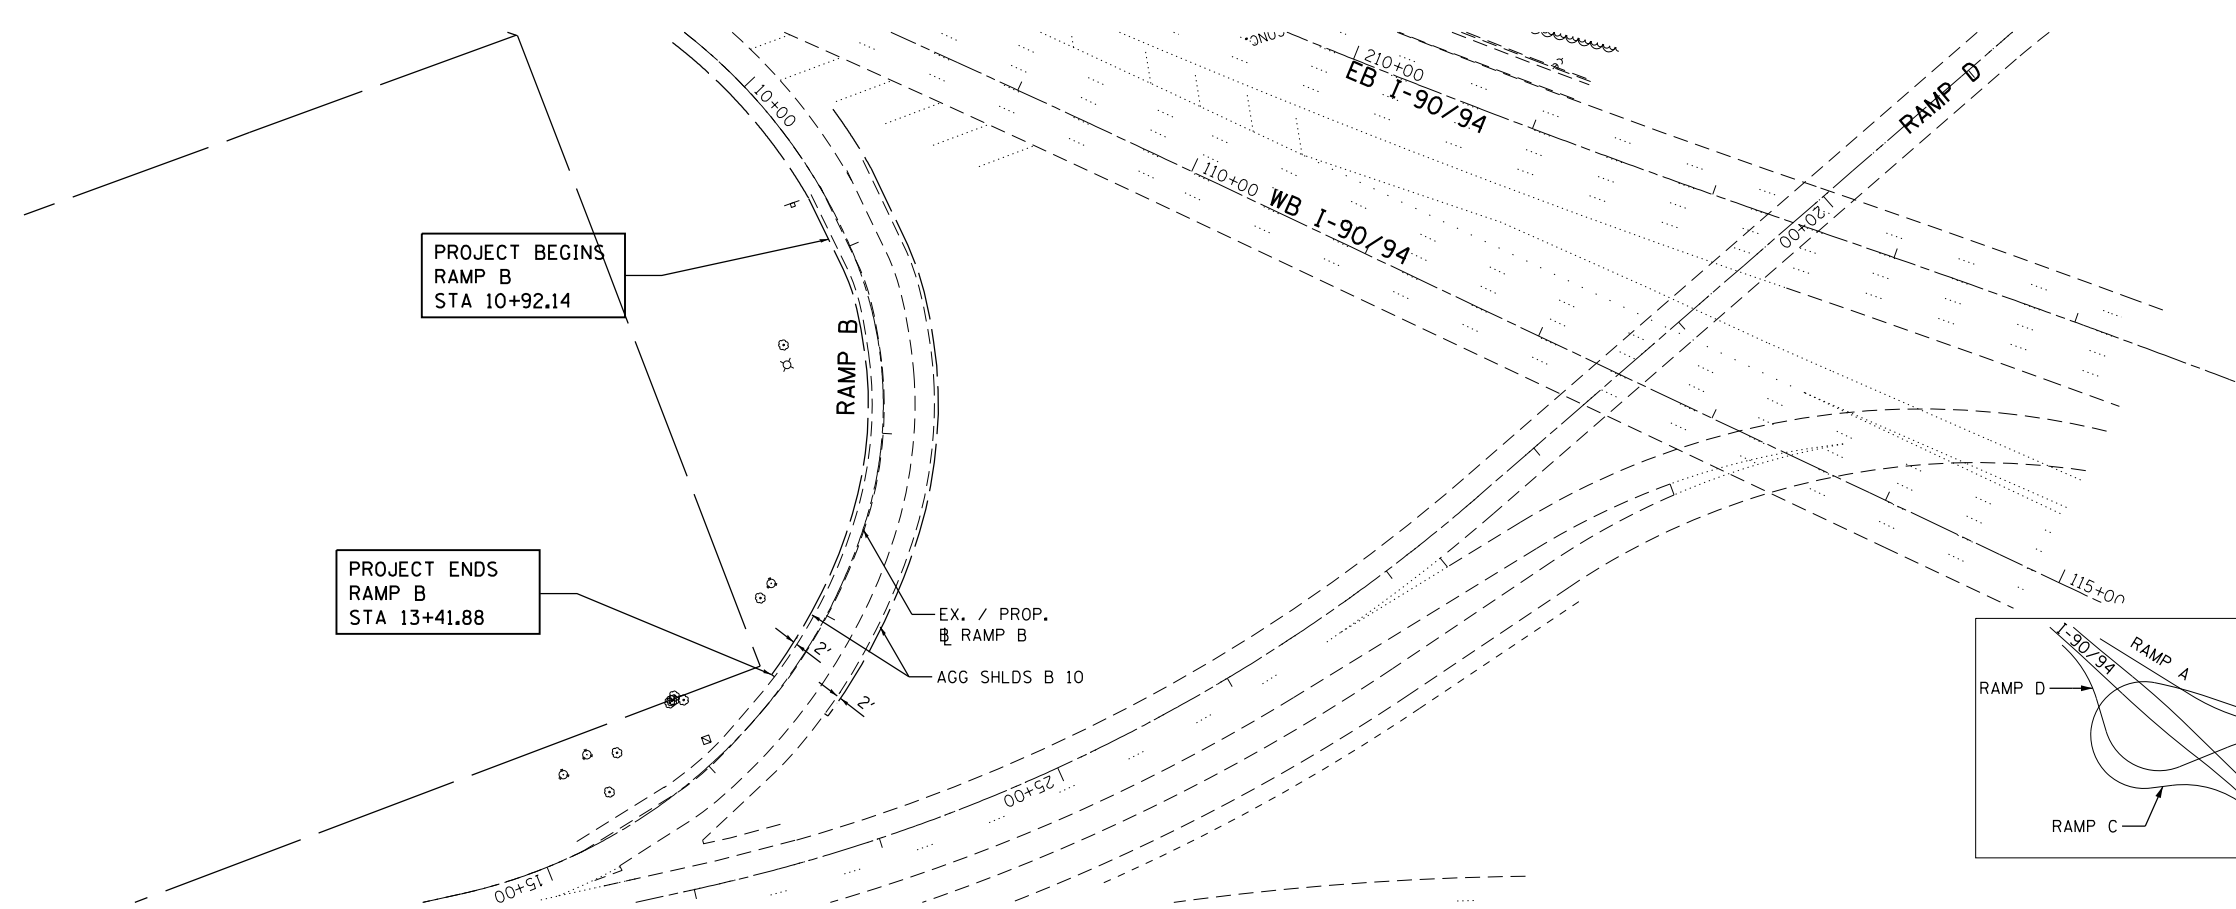 CONC.
210+00
EB I-90/94
RAMP D
10+00
110+00
WB I-90/94
20+00
PROJECT BEGINS
RAMP B
STA 10+92.14
RAMP B
PROJECT ENDS
RAMP B
STA 13+41.88
EX. / PROP.
℄ RAMP B
2'
AGG SHLDS B 10
2'
115+00
I-90/94
RAMP A
RAMP D
RAMP C
25+00
15+00